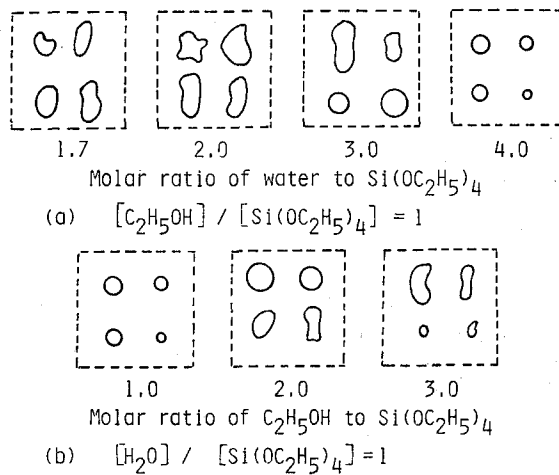 1.7 2.0 3.0 4.0
Molar ratio of water to Si(OC₂H₅)₄
(a) [C₂H₅OH] / [Si(OC₂H₅)₄] = 1
1.0 2.0 3.0
Molar ratio of C₂H₅OH to Si(OC₂H₅)₄
(b) [H₂O] / [Si(OC₂H₅)₄]=1